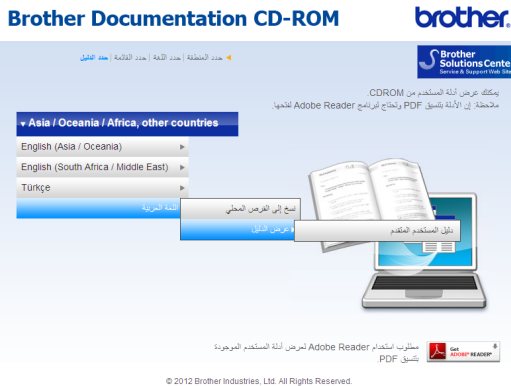 Brother Documentation CD-ROM
brother
حدد المنطقة | حدد اللغة | حدد القائمة | حدد الدليل
Brother
Solutions Cente
Service & Support Web Site
يمكنك عرض أدلة المستخدم من CDROM.
ملاحظة: إن الأدلة بتنسيق PDF وتحتاج لبرنامج Adobe Reader لفتحها.
Asia / Oceania / Africa, other countries
English (Asia / Oceania)
English (South Africa / Middle East)
Türkçe
اللغة العربية
نسخ إلى القرص المحلي
عرض الدليل
دليل المستخدم المتقدم
مطلوب استخدام Adobe Reader لعرض أدلة المستخدم الموجودة
بتنسيق PDF.
Get
ADOBE® READER®
© 2012 Brother Industries, Ltd. All Rights Reserved.